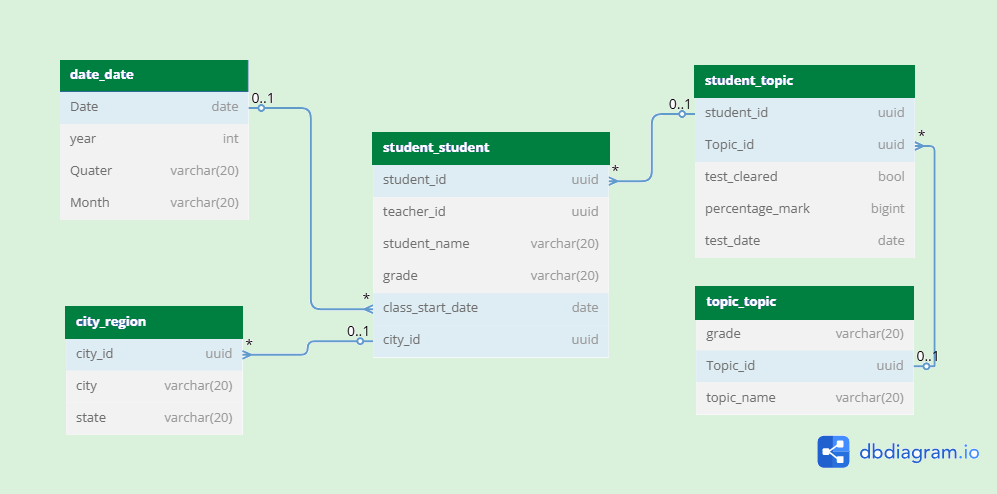 date_date
Date date
year int
Quater varchar(20)
Month varchar(20)
0..1
student_student
student_id uuid
teacher_id uuid
student_name varchar(20)
grade varchar(20)
class_start_date date
city_id uuid
*
*
0..1
city_region
city_id uuid
city varchar(20)
state varchar(20)
*
student_topic
student_id uuid
Topic_id uuid
test_cleared bool
percentage_mark bigint
test_date date
0..1
*
topic_topic
grade varchar(20)
Topic_id uuid
topic_name varchar(20)
0..1
dbdiagram.io